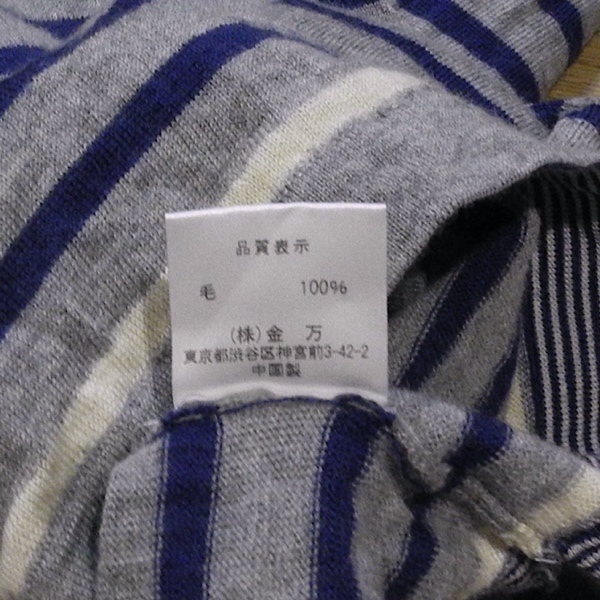 品質表示
毛 100%
(株)金 万
東京都渋谷区神宮前3-42-2
中国製